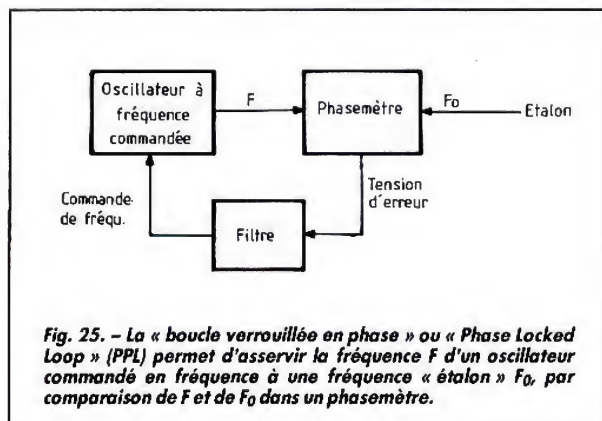 Oscillateur à
fréquence
commandée
F
Phasemètre
F₀
Etalon
Commande
de fréqu.
Tension
d'erreur
Filtre
Fig. 25. – La « boucle verrouillée en phase » ou « Phase Locked
Loop » (PPL) permet d'asservir la fréquence F d'un oscillateur
commandé en fréquence à une fréquence « étalon » F₀, par
comparaison de F et de F₀ dans un phasemètre.